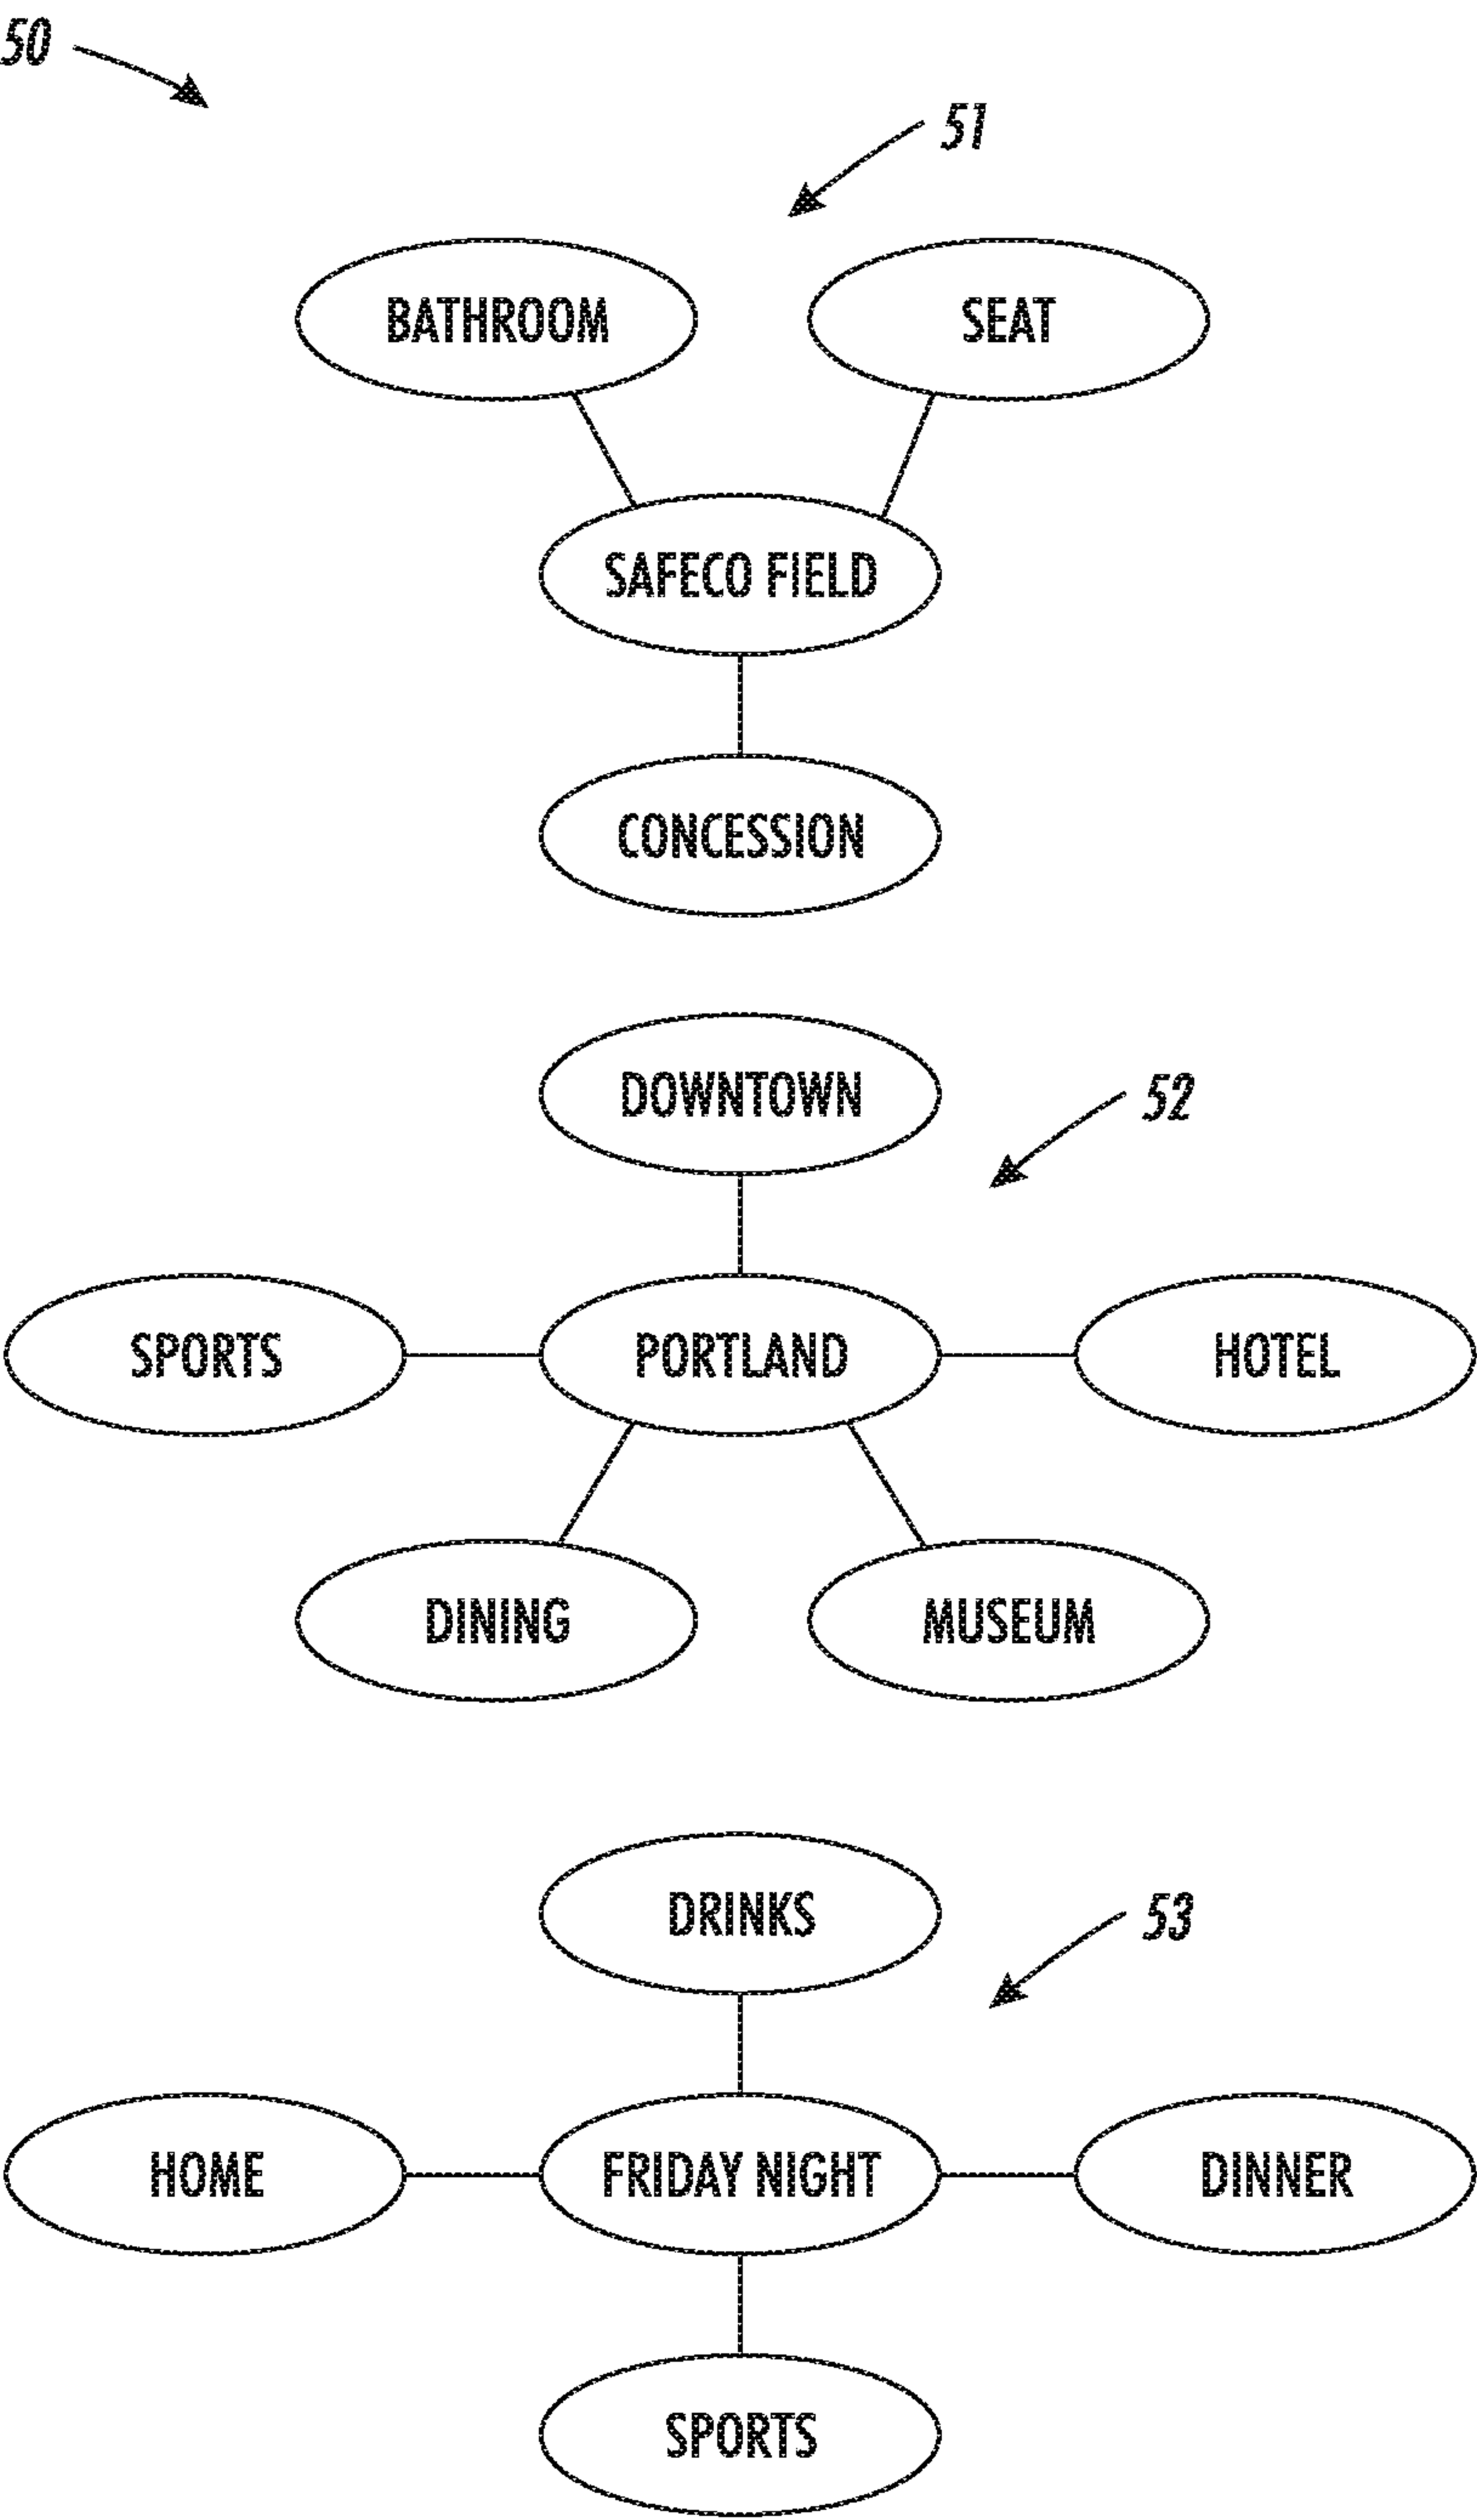 50
51
BATHROOM
SEAT
SAFECO FIELD
CONCESSION
DOWNTOWN
52
SPORTS
PORTLAND
HOTEL
DINING
MUSEUM
DRINKS
53
HOME
FRIDAY NIGHT
DINNER
SPORTS